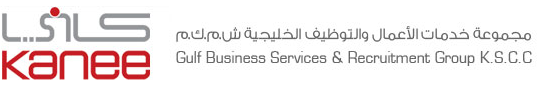 كاني
kanee
مجموعة خدمات الأعمال والتوظيف الخليجية ش.م.ك.م
Gulf Business Services & Recruitment Group K.S.C.C